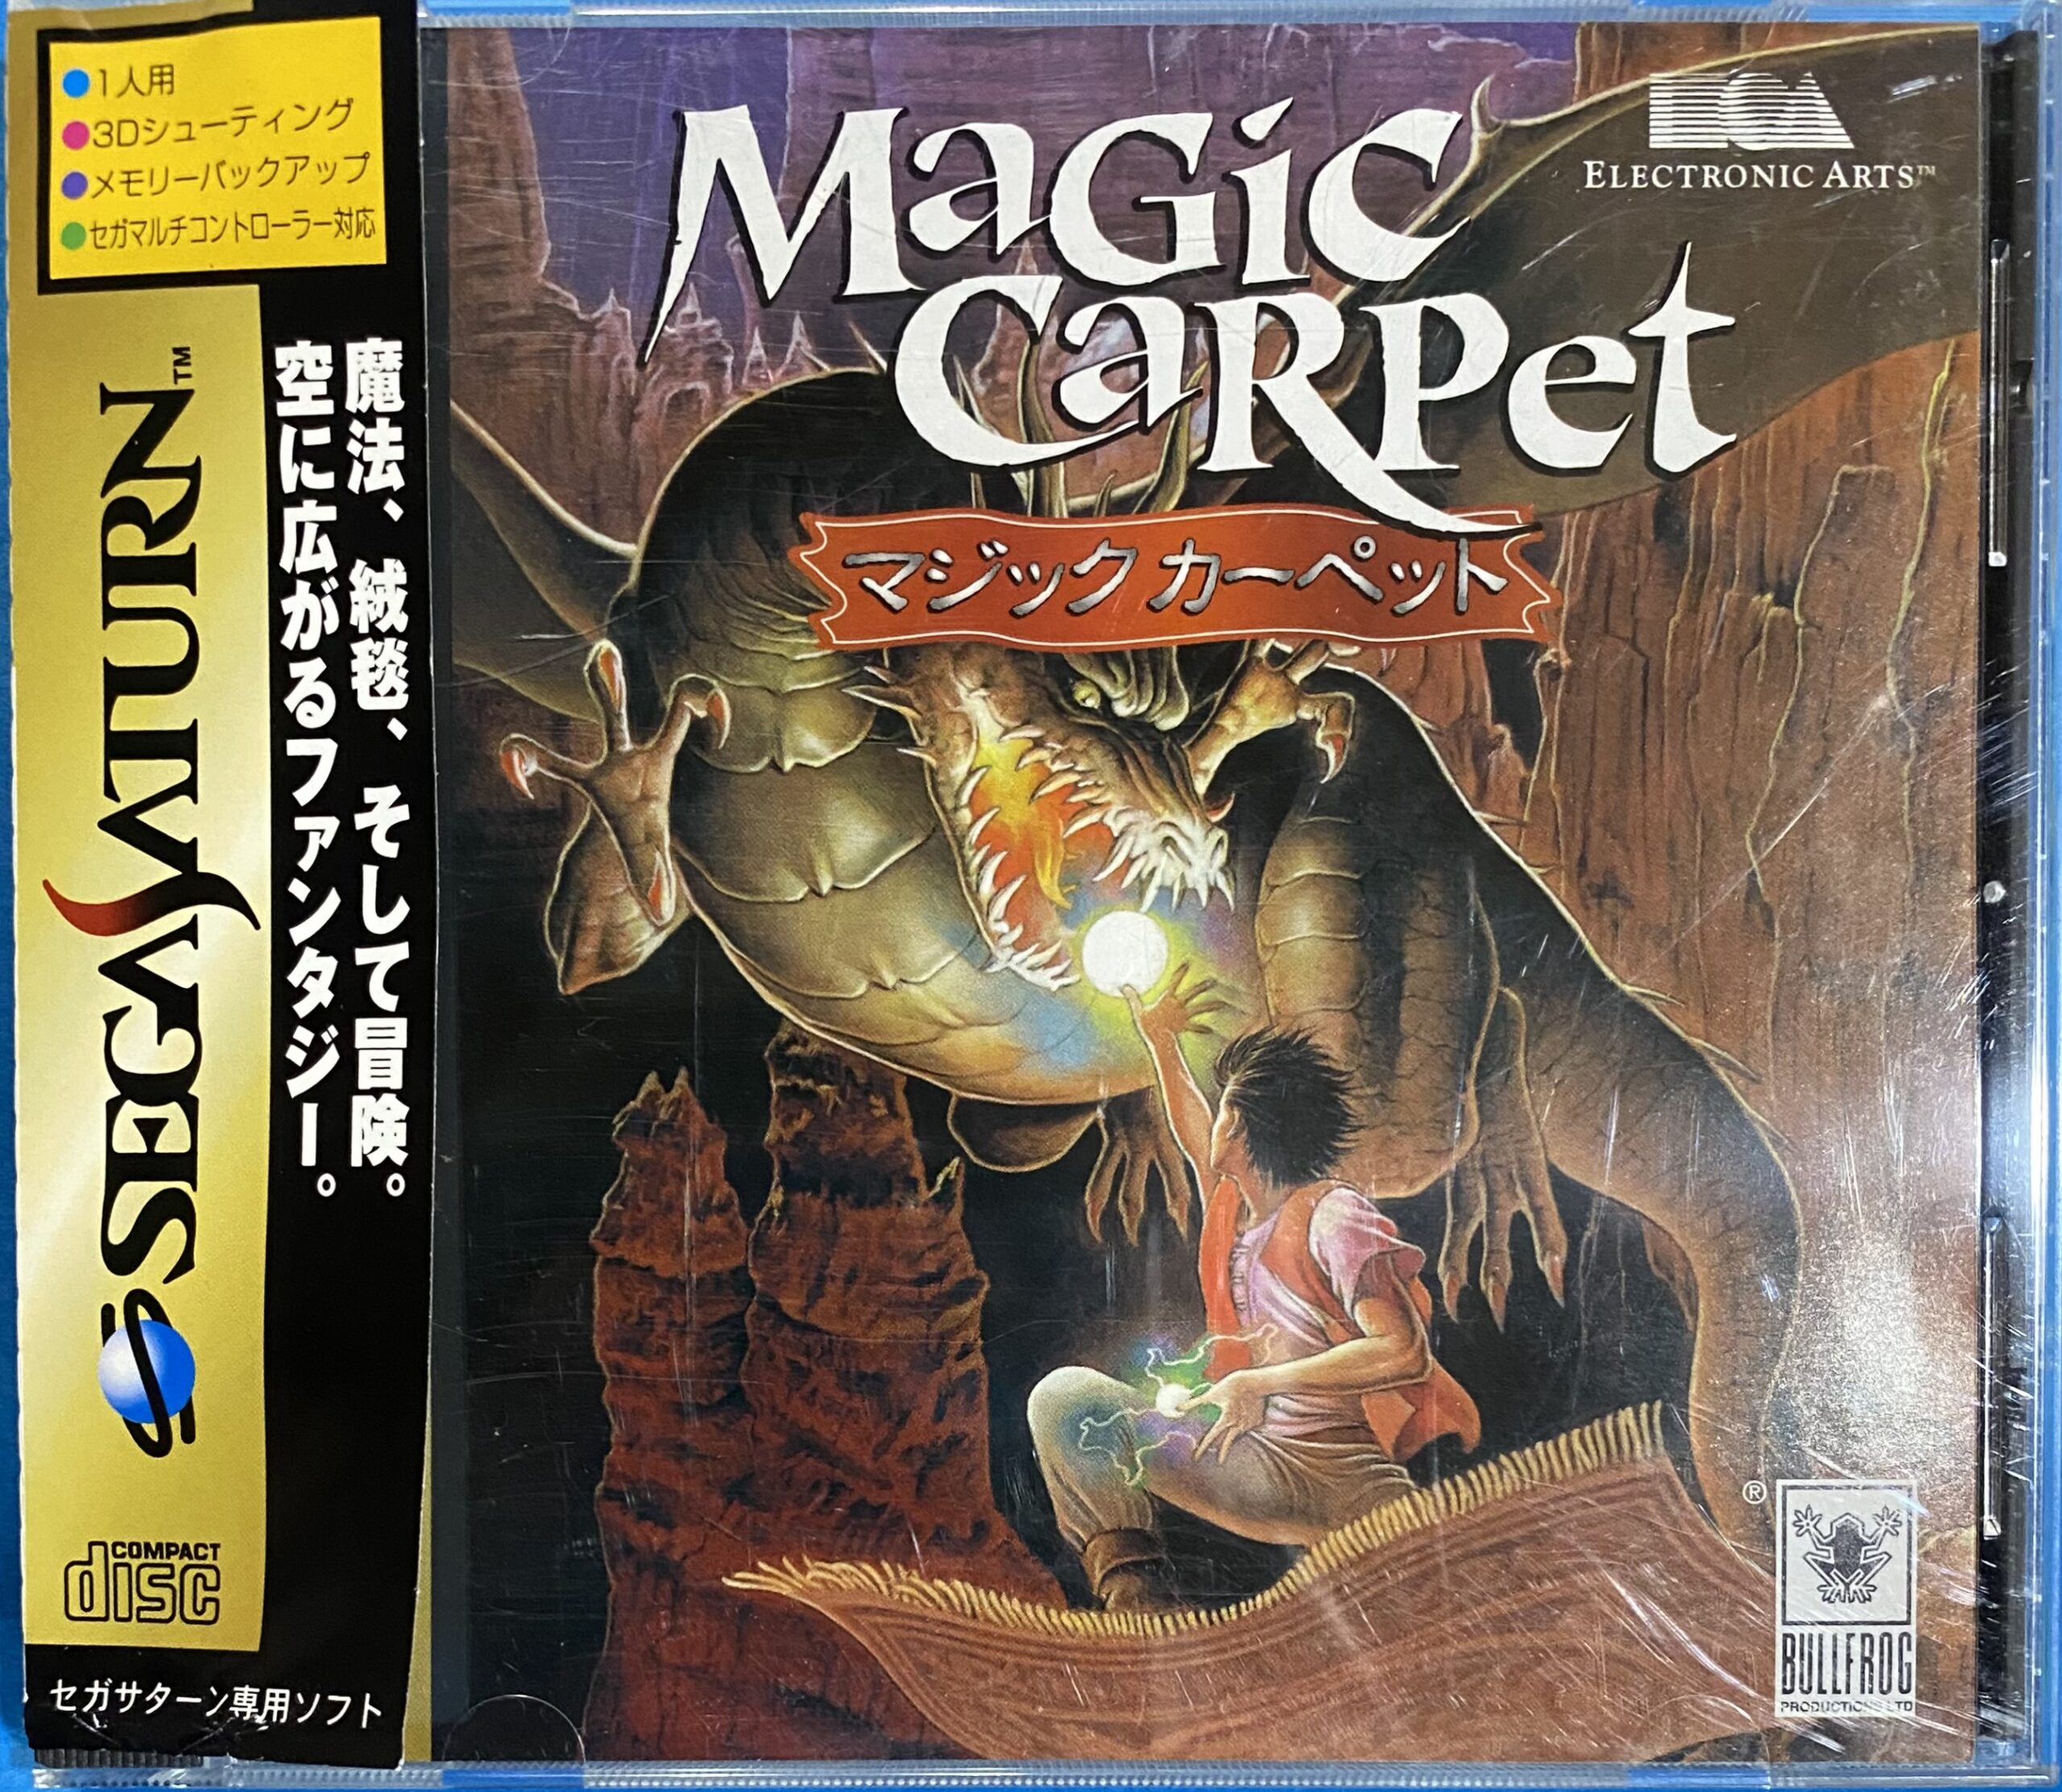 1人用
3Dシューティング
メモリーバックアップ
セガマルチコントローラー対応
SEGA SATURN™
魔法、絨毯、そして冒険。
空に広がるファンタジー。
COMPACT
disc
セガサターン専用ソフト
Magic
Carpet
マジック カーペット
EA
ELECTRONIC ARTS™
®
BULLFROG
PRODUCTIONS LTD